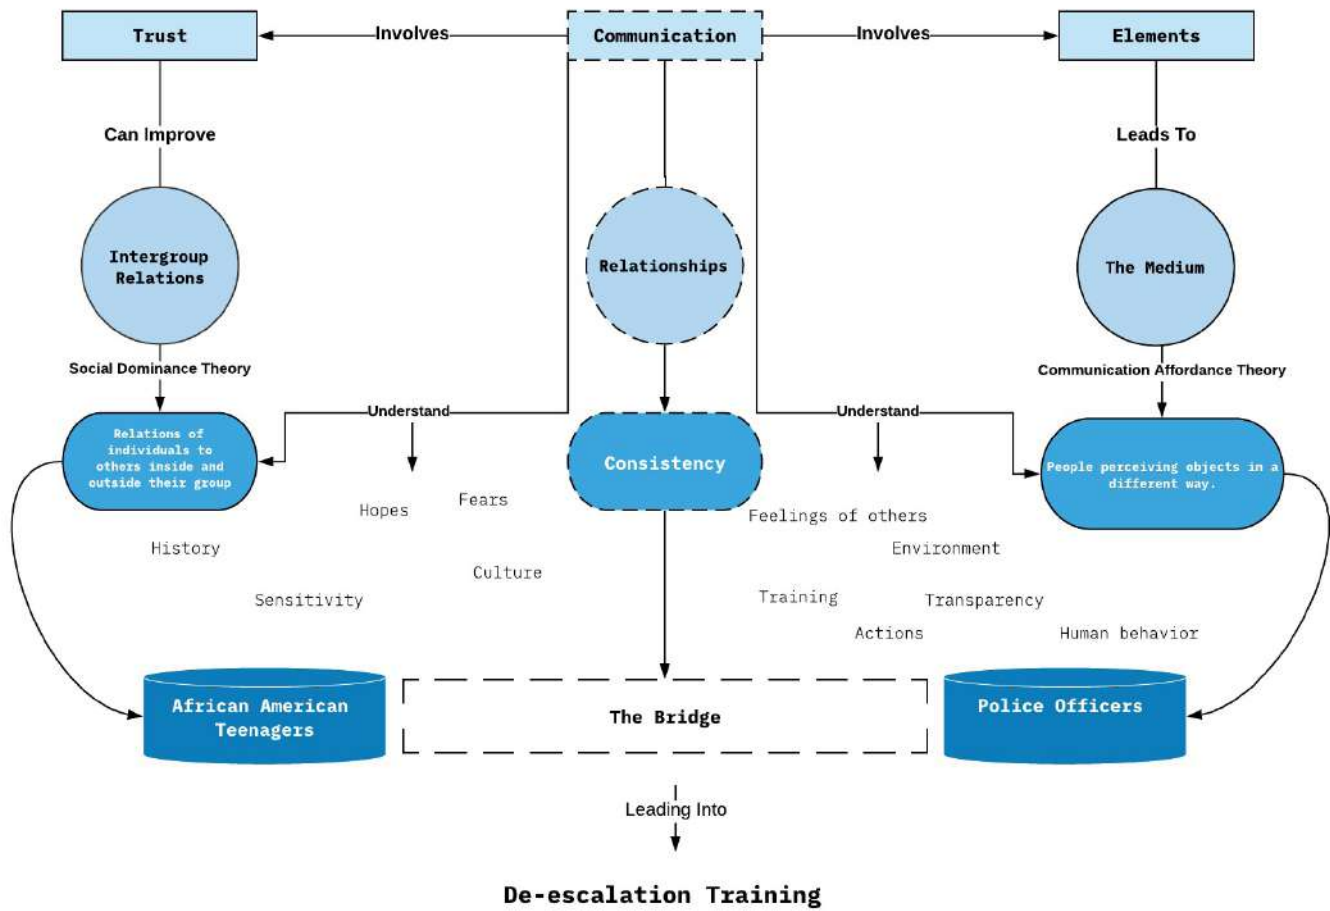 Trust
Involves
Communication
Involves
Elements
Can Improve
Leads To
Intergroup
Relations
Relationships
The Medium
Social Dominance Theory
Communication Affordance Theory
Understand
Understand
Relations of
individuals to
others inside and
outside their group
Consistency
People perceiving objects in a
different way.
Hopes
Fears
Feelings of others
History
Environment
Culture
Sensitivity
Training
Transparency
Actions
Human behavior
African American
Teenagers
The Bridge
Police Officers
Leading Into
De-escalation Training